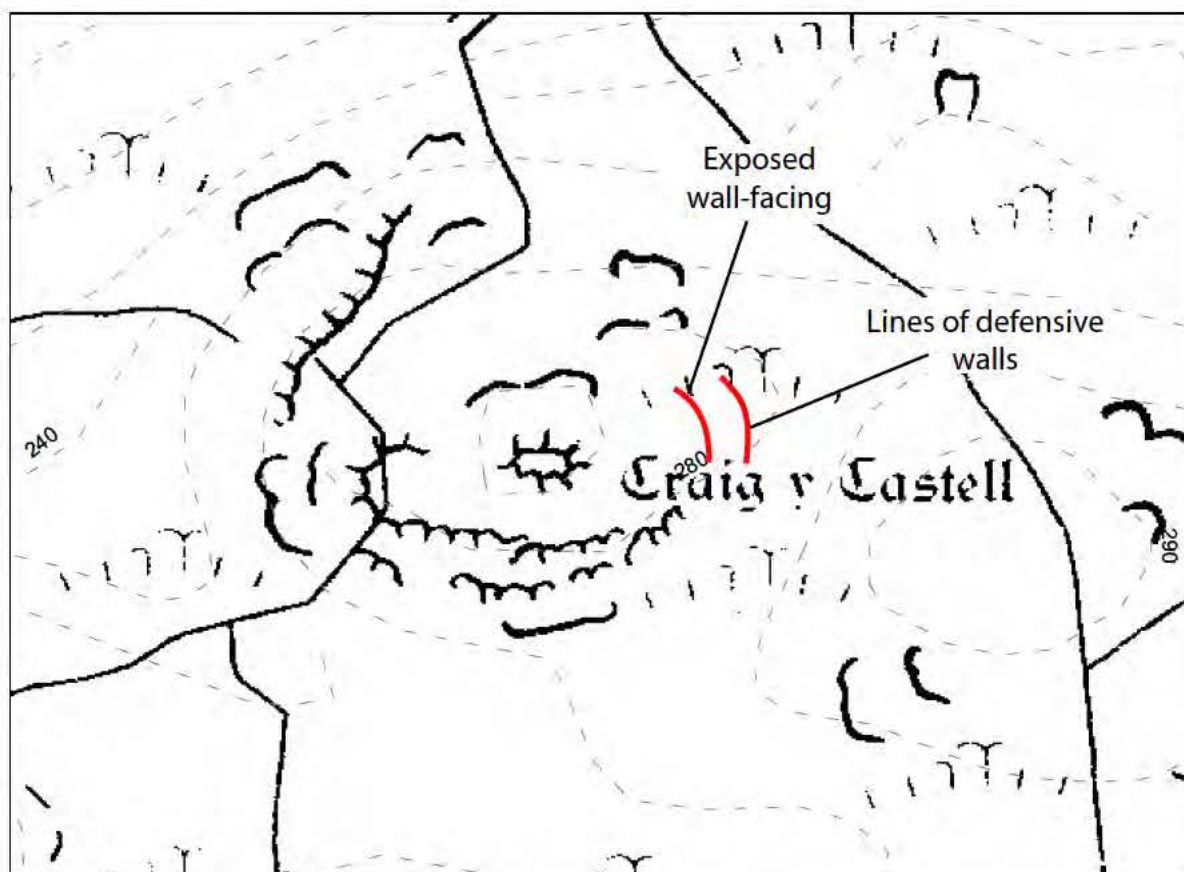 Exposed
wall-facing
Lines of defensive
walls
240
280
Craig y Castell
290